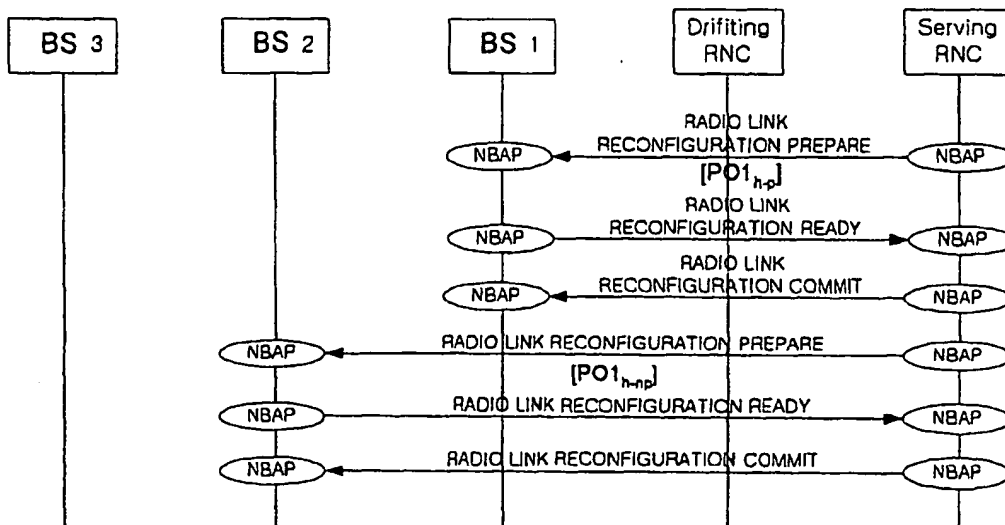 BS 3
BS 2
BS 1
Drifiting
RNC
Serving
RNC
RADIO LINK
RECONFIGURATION PREPARE
NBAP
NBAP
[PO1h-p]
RADIO LINK
RECONFIGURATION READY
NBAP
NBAP
RADIO LINK
RECONFIGURATION COMMIT
NBAP
NBAP
NBAP
RADIO LINK RECONFIGURATION PREPARE
NBAP
[PO1h-np]
NBAP
RADIO LINK RECONFIGURATION READY
NBAP
NBAP
RADIO LINK RECONFIGURATION COMMIT
NBAP